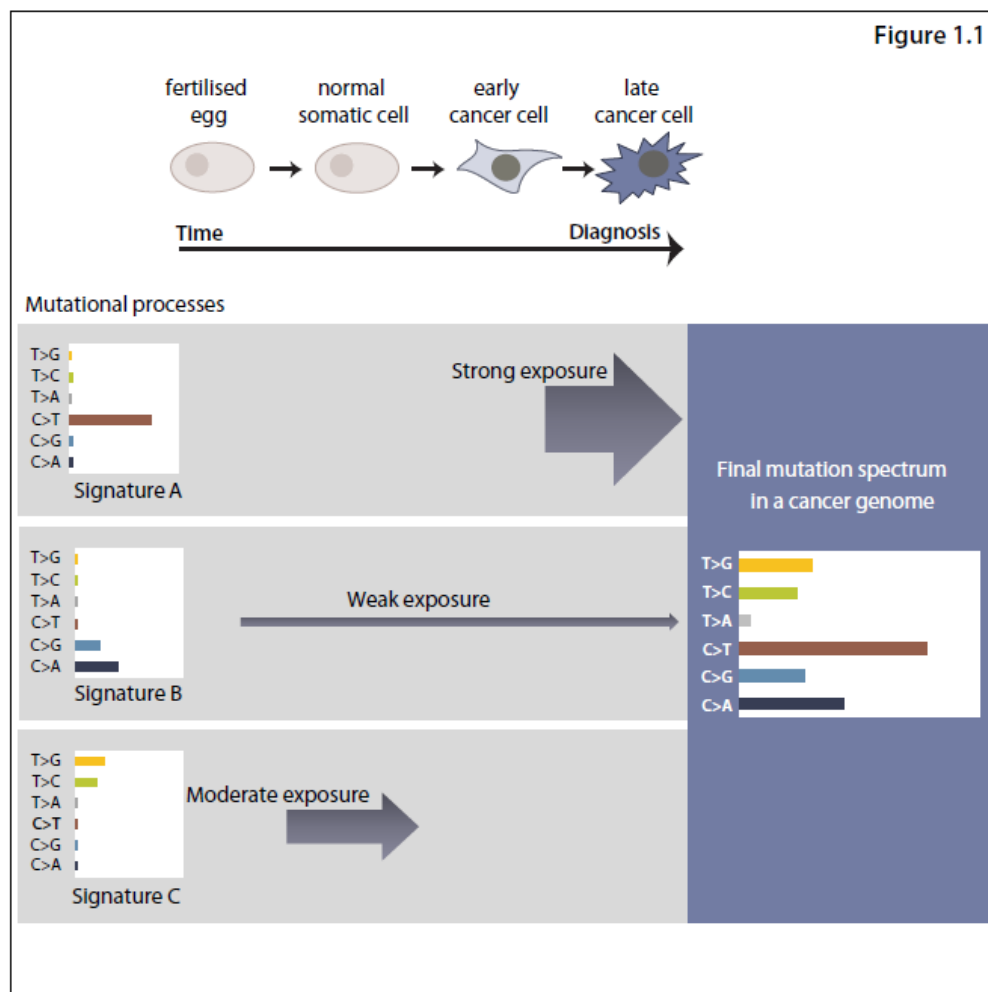 Figure 1.1
fertilised
egg
normal
somatic cell
early
cancer cell
late
cancer cell
Time
Diagnosis
Mutational processes
T>G
T>C
T>A
C>T
C>G
C>A
Signature A
Strong exposure
T>G
T>C
T>A
C>T
C>G
C>A
Signature B
Weak exposure
T>G
T>C
T>A
C>T
C>G
C>A
Signature C
Moderate exposure
Final mutation spectrum
in a cancer genome
T>G
T>C
T>A
C>T
C>G
C>A